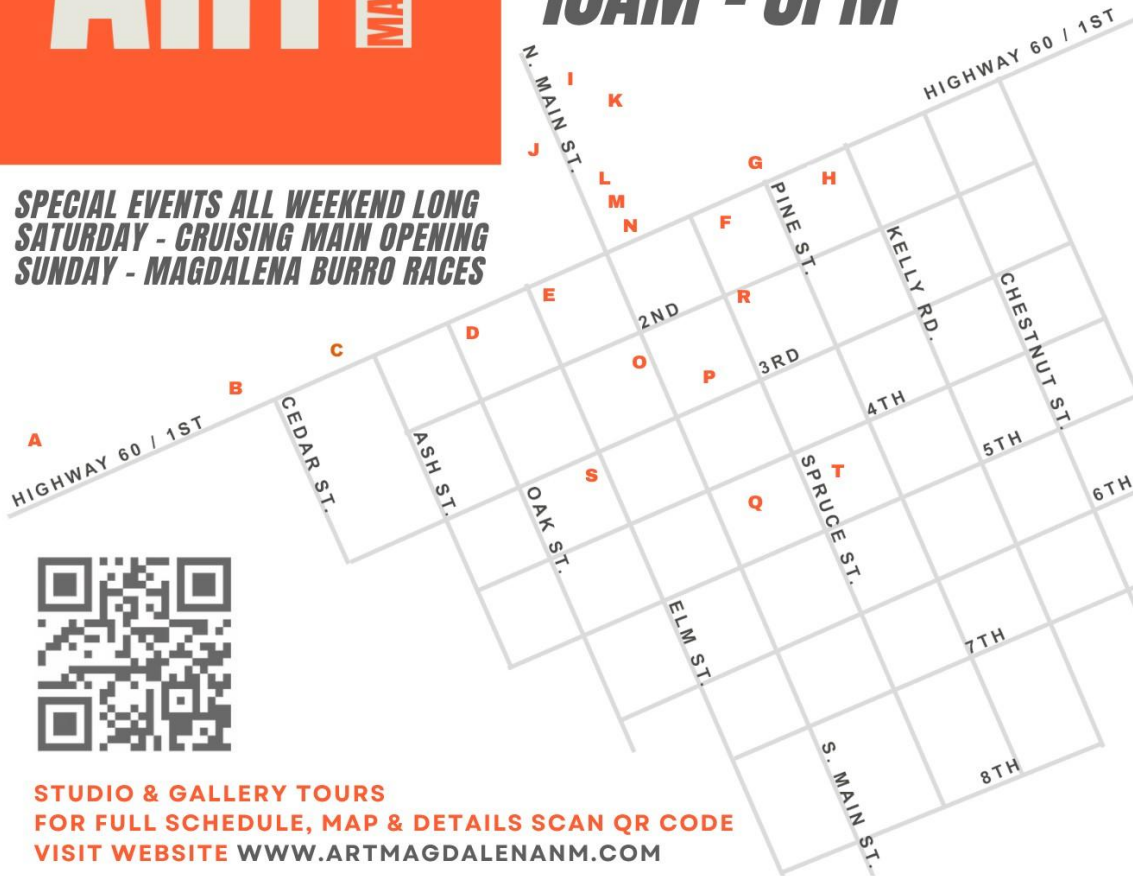 ART
MA
SPECIAL EVENTS ALL WEEKEND LONG
SATURDAY - CRUISING MAIN OPENING
SUNDAY - MAGDALENA BURRO RACES
N. MAIN ST.
HIGHWAY 60 / 1ST
I
K
J
G
L
H
M
PINE ST.
F
N
KELLY RD.
E
R
CHESTNUT ST.
2ND
D
C
O
3RD
P
B
CEDAR ST.
4TH
HIGHWAY 60 / 1ST
A
ASH ST.
5TH
S
T
SPRUCE ST.
OAK ST.
Q
6TH
ELM ST.
7TH
S. MAIN ST.
8TH
STUDIO & GALLERY TOURS
FOR FULL SCHEDULE, MAP & DETAILS SCAN QR CODE
VISIT WEBSITE WWW.ARTMAGDALENANM.COM